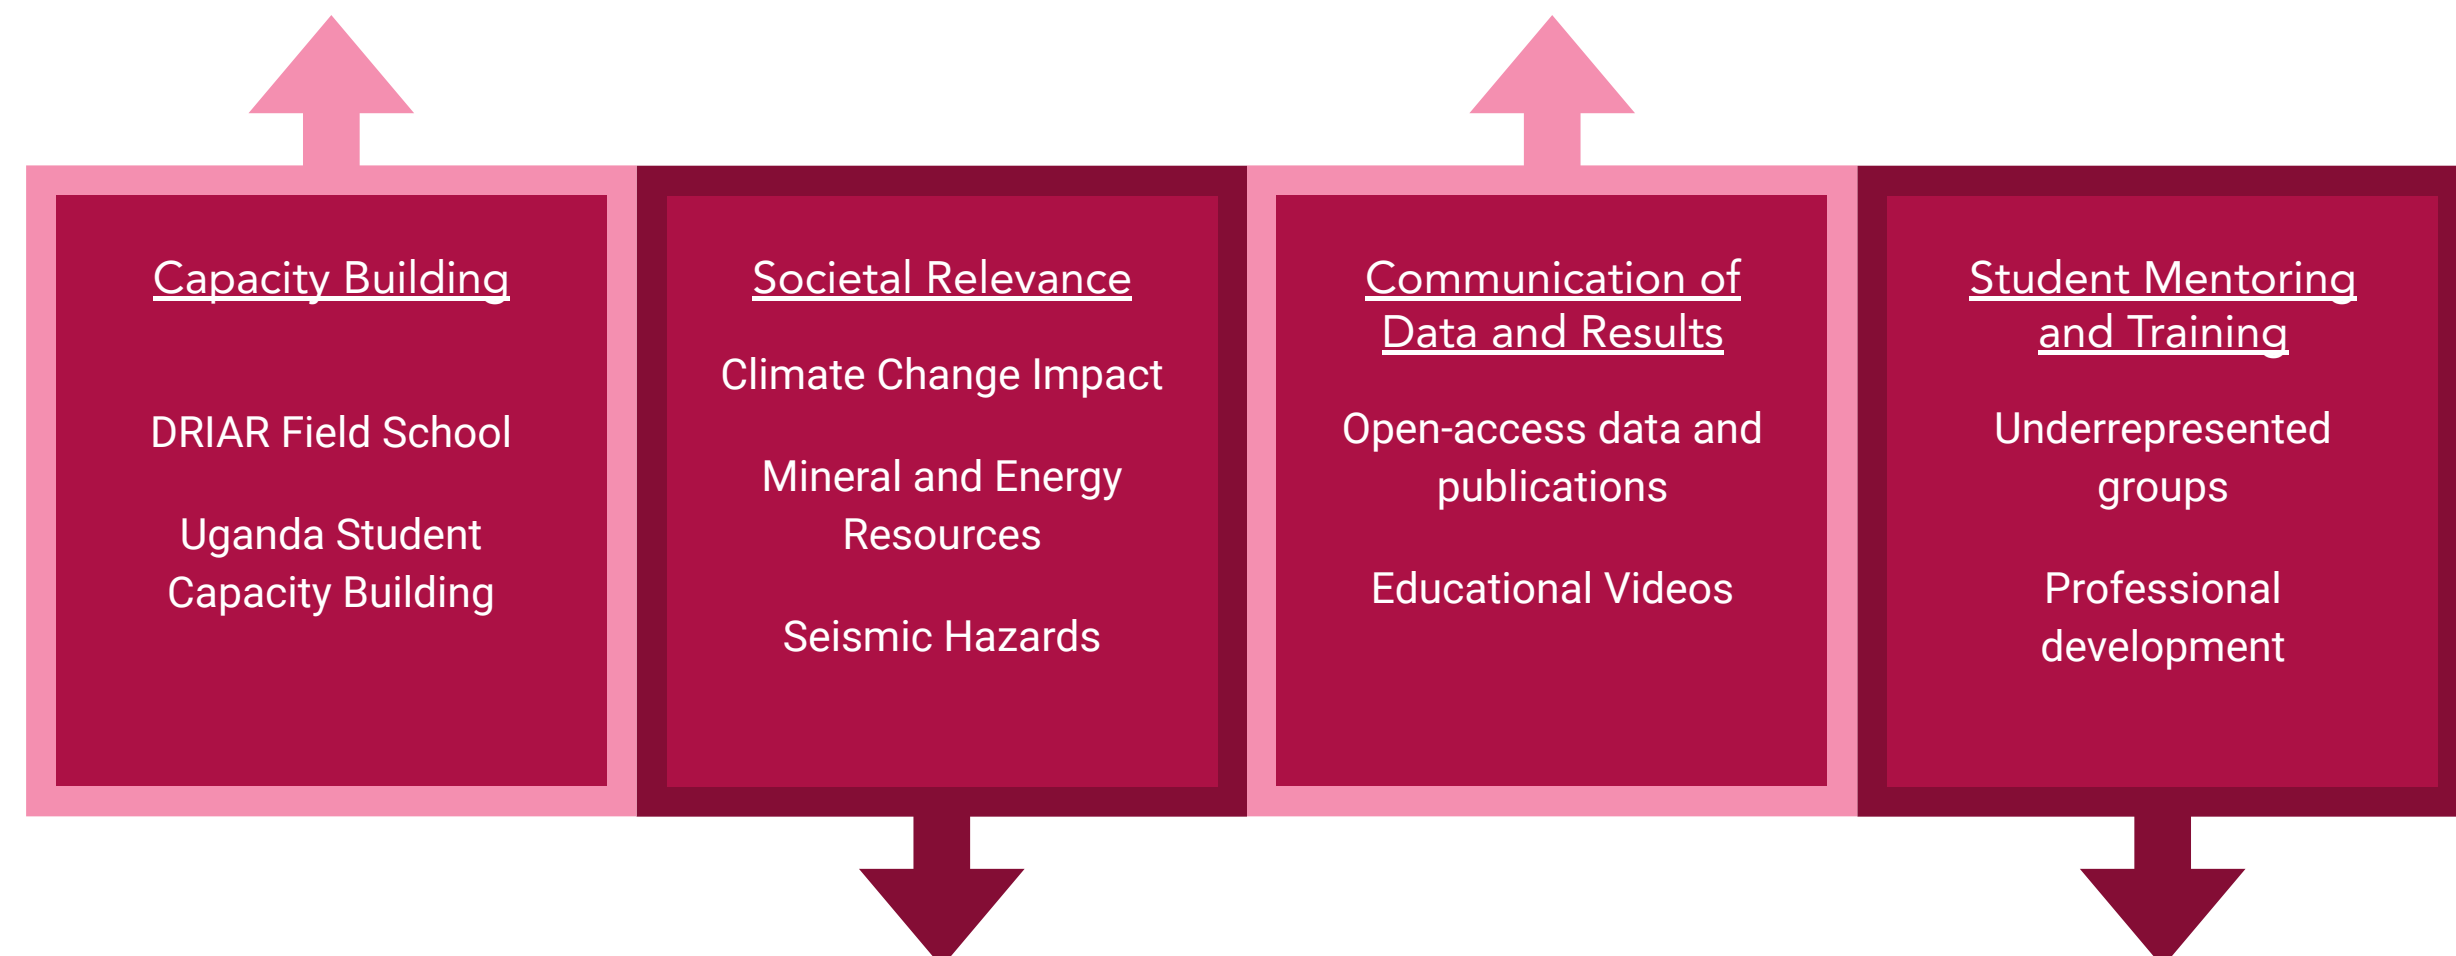 Capacity Building
DRIAR Field School
Uganda Student
Capacity Building
Societal Relevance
Climate Change Impact
Mineral and Energy
Resources
Seismic Hazards
Communication of
Data and Results
Open-access data and
publications
Educational Videos
Student Mentoring
and Training
Underrepresented
groups
Professional
development